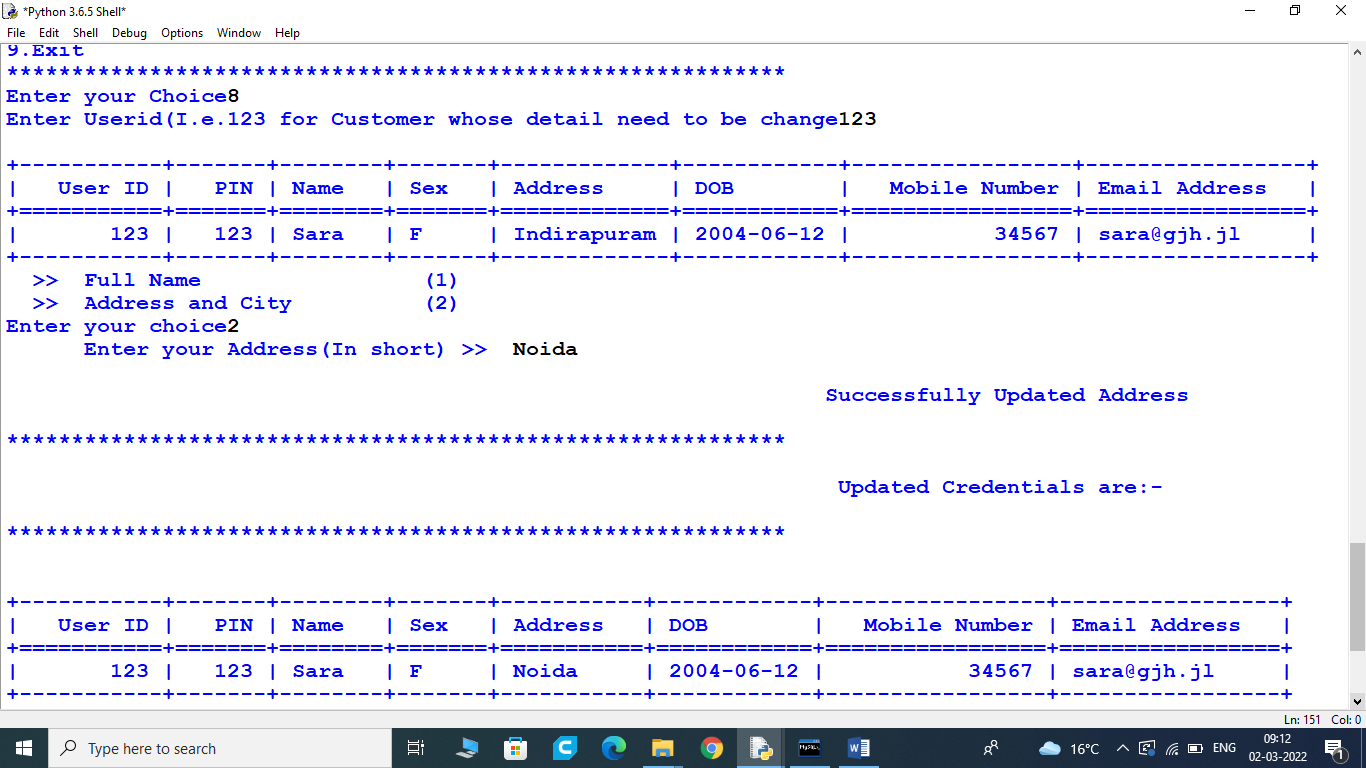 *Python 3.6.5 Shell*
File Edit Shell Debug Options Window Help
9.Exit
************************************************************
Enter your Choice8
Enter Userid(I.e.123 for Customer whose detail need to be change123
+-----------+-------+--------+-------+-------------+------------+-----------------+-----------------+
|   User ID |   PIN | Name   | Sex   | Address     | DOB        |   Mobile Number | Email Address   |
+===========+=======+========+=======+=============+============+=================+=================+
|       123 |   123 | Sara   | F     | Indirapuram | 2004-06-12 |           34567 | sara@gjh.jl     |
+-----------+-------+--------+-------+-------------+------------+-----------------+-----------------+
  >>  Full Name                 (1)
  >>  Address and City          (2)
Enter your choice2
      Enter your Address(In short) >>  Noida
Successfully Updated Address
************************************************************
Updated Credentials are:-
************************************************************
+-----------+-------+--------+-------+-----------+------------+-----------------+-----------------+
|   User ID |   PIN | Name   | Sex   | Address   | DOB        |   Mobile Number | Email Address   |
+===========+=======+========+=======+===========+============+=================+=================+
|       123 |   123 | Sara   | F     | Noida     | 2004-06-12 |           34567 | sara@gjh.jl     |
+-----------+-------+--------+-------+-----------+------------+-----------------+-----------------+
Ln: 151 Col: 0
Type here to search
MySQL
16°C
ENG
09:12
02-03-2022
1